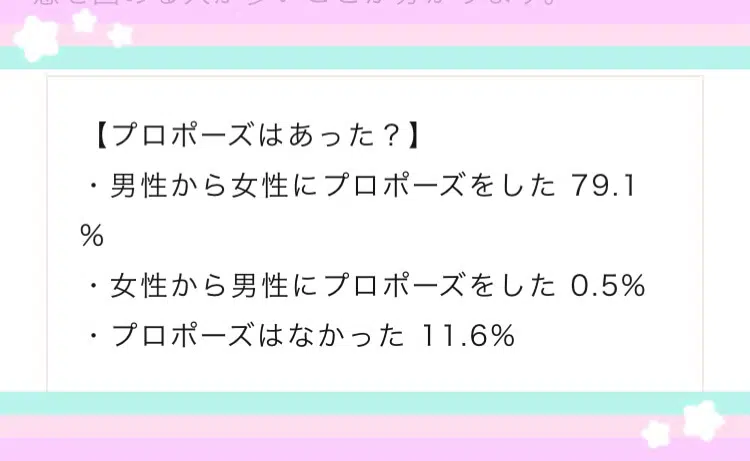 【プロポーズはあった？】
・男性から女性にプロポーズをした 79.1
%
・女性から男性にプロポーズをした 0.5%
・プロポーズはなかった 11.6%